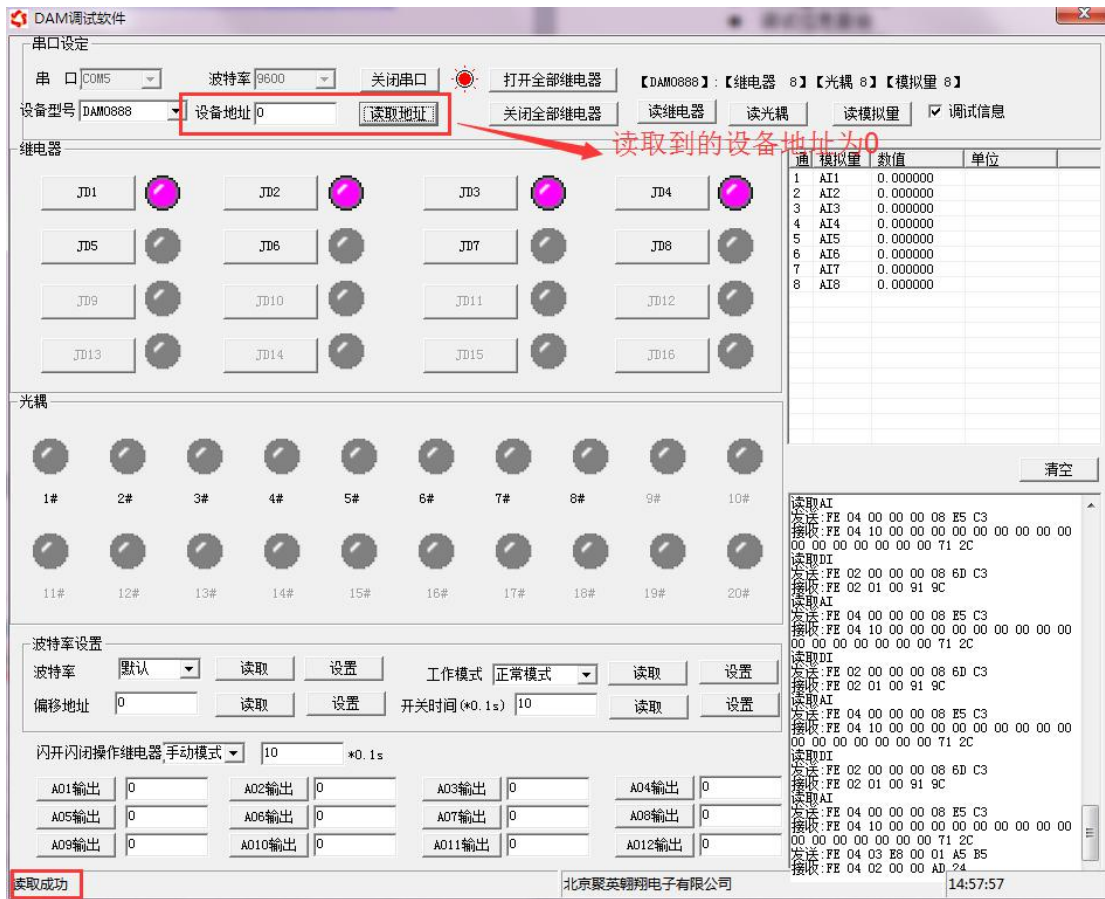 DAM调试软件
串口设定
串 口 COM5 波特率 9600 关闭串口 打开全部继电器 【DAM0888】:【继电器 8】【光耦 8】【模拟量 8】
设备型号 DAM0888 设备地址 0 读取地址 关闭全部继电器 读继电器 读光耦 读模拟量 调试信息
读取到的设备地址为0
继电器
JD1 JD2 JD3 JD4
JD5 JD6 JD7 JD8
JD9 JD10 JD11 JD12
JD13 JD14 JD15 JD16
通 模拟量 数值 单位
1 AI1 0.000000
2 AI2 0.000000
3 AI3 0.000000
4 AI4 0.000000
5 AI5 0.000000
6 AI6 0.000000
7 AI7 0.000000
8 AI8 0.000000
光耦
1# 2# 3# 4# 5# 6# 7# 8# 9# 10#
11# 12# 13# 14# 15# 16# 17# 18# 19# 20#
清空
读取AI
发送:FE 04 00 00 00 08 E5 C3
接收:FE 04 10 00 00 00 00 00 00 00 00 00
00 00 00 00 00 00 00 71 2C
读取DI
发送:FE 02 00 00 00 08 6D C3
接收:FE 02 01 00 91 9C
读取AI
发送:FE 04 00 00 00 08 E5 C3
接收:FE 04 10 00 00 00 00 00 00 00 00 00
00 00 00 00 00 00 00 71 2C
读取DI
发送:FE 02 00 00 00 08 6D C3
接收:FE 02 01 00 91 9C
读取AI
发送:FE 04 00 00 00 08 E5 C3
接收:FE 04 10 00 00 00 00 00 00 00 00 00
00 00 00 00 00 00 00 71 2C
读取DI
发送:FE 02 00 00 00 08 6D C3
接收:FE 02 01 00 91 9C
读取AI
发送:FE 04 00 00 00 08 E5 C3
接收:FE 04 10 00 00 00 00 00 00 00 00 00
00 00 00 00 00 00 00 71 2C
发送:FE 04 03 E8 00 01 A5 B5
接收:FE 04 02 00 00 AD 24
波特率设置
波特率 默认 读取 设置 工作模式 正常模式 读取 设置
偏移地址 0 读取 设置 开关时间(*0.1s) 10 读取 设置
闪开闪闭操作继电器 手动模式 10 *0.1s
AO1输出 0 AO2输出 0 AO3输出 0 AO4输出 0
AO5输出 0 AO6输出 0 AO7输出 0 AO8输出 0
AO9输出 0 AO10输出 0 AO11输出 0 AO12输出 0
读取成功 北京聚英翱翔电子有限公司 14:57:57